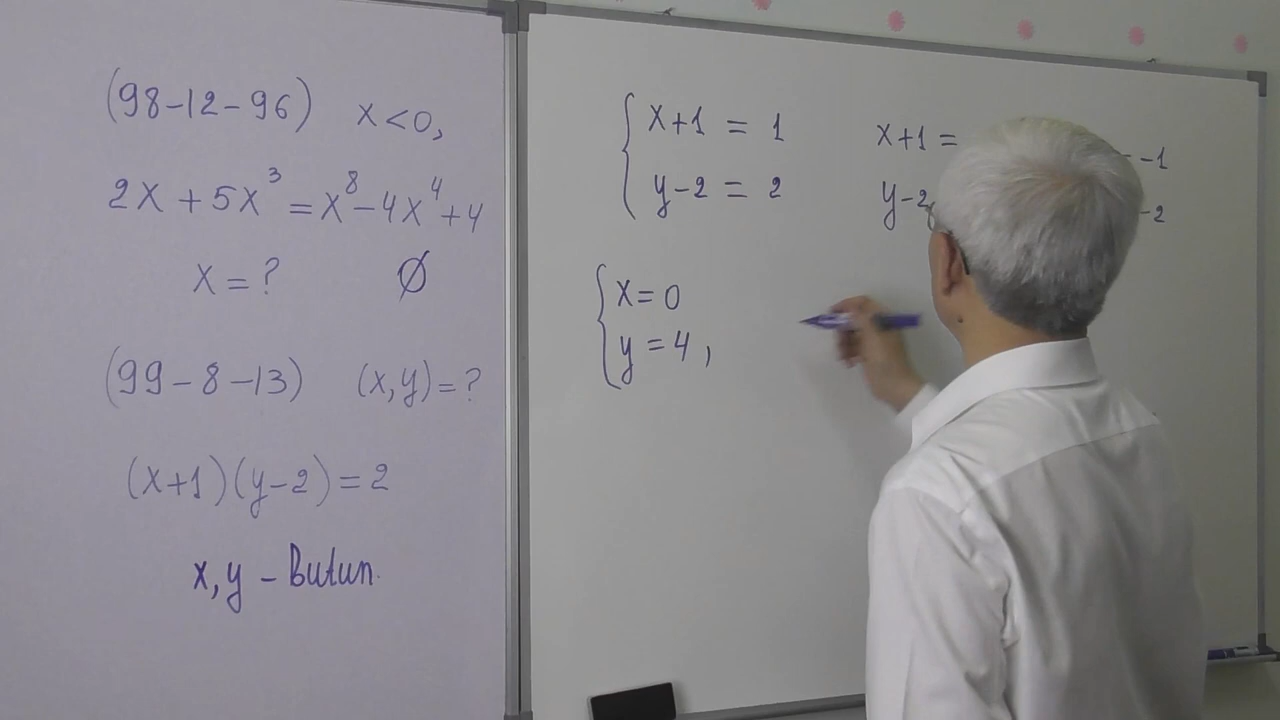 (98-12-96) x<0,
2x+5x³=x⁸-4x⁴+4
x=? Ø
(99-8-13) (x,y)=?
(x+1)(y-2)=2
x,y - Butun.
x+1 = 1
y-2 = 2
x+1 =
y-2
-1
-2
x=0
y=4,